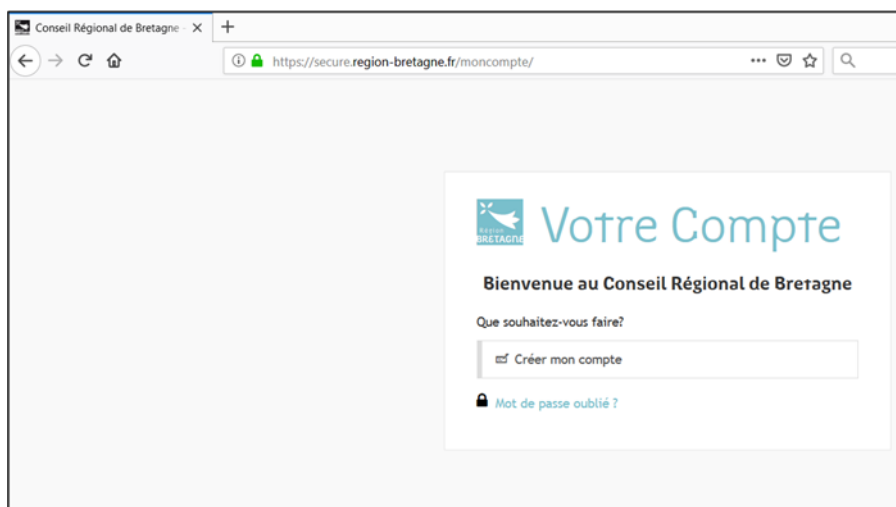 Conseil Régional de Bretagne -
https://secure.region-bretagne.fr/moncompte/
Région
BRETAGNE
Votre Compte
Bienvenue au Conseil Régional de Bretagne
Que souhaitez-vous faire?
Créer mon compte
Mot de passe oublié ?